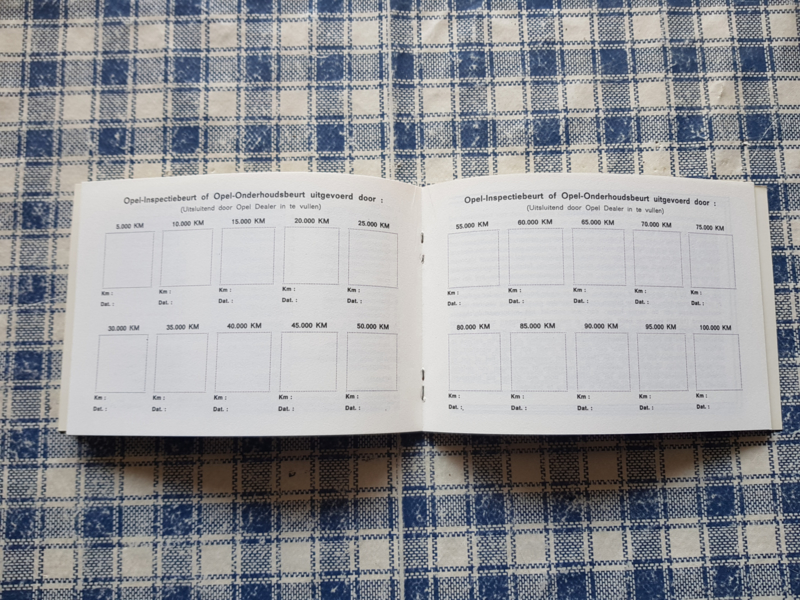 Opel-Inspectiebeurt of Opel-Onderhoudsbeurt uitgevoerd door :
(Uitsluitend door Opel Dealer in te vullen)
5.000 KM 10.000 KM 15.000 KM 20.000 KM 25.000 KM
Km : Km : Km : Km : Km :
Dat. : Dat. : Dat. : Dat. : Dat. :
30.000 KM 35.000 KM 40.000 KM 45.000 KM 50.000 KM
Km : Km : Km : Km : Km :
Dat. : Dat. : Dat. : Dat. : Dat. :
Opel-Inspectiebeurt of Opel-Onderhoudsbeurt uitgevoerd door :
(Uitsluitend door Opel Dealer in te vullen)
55.000 KM 60.000 KM 65.000 KM 70.000 KM 75.000 KM
Km : Km : Km : Km : Km :
Dat. : Dat. : Dat. : Dat. : Dat. :
80.000 KM 85.000 KM 90.000 KM 95.000 KM 100.000 KM
Km : Km : Km : Km : Km :
Dat. : Dat. : Dat. : Dat. : Dat. :